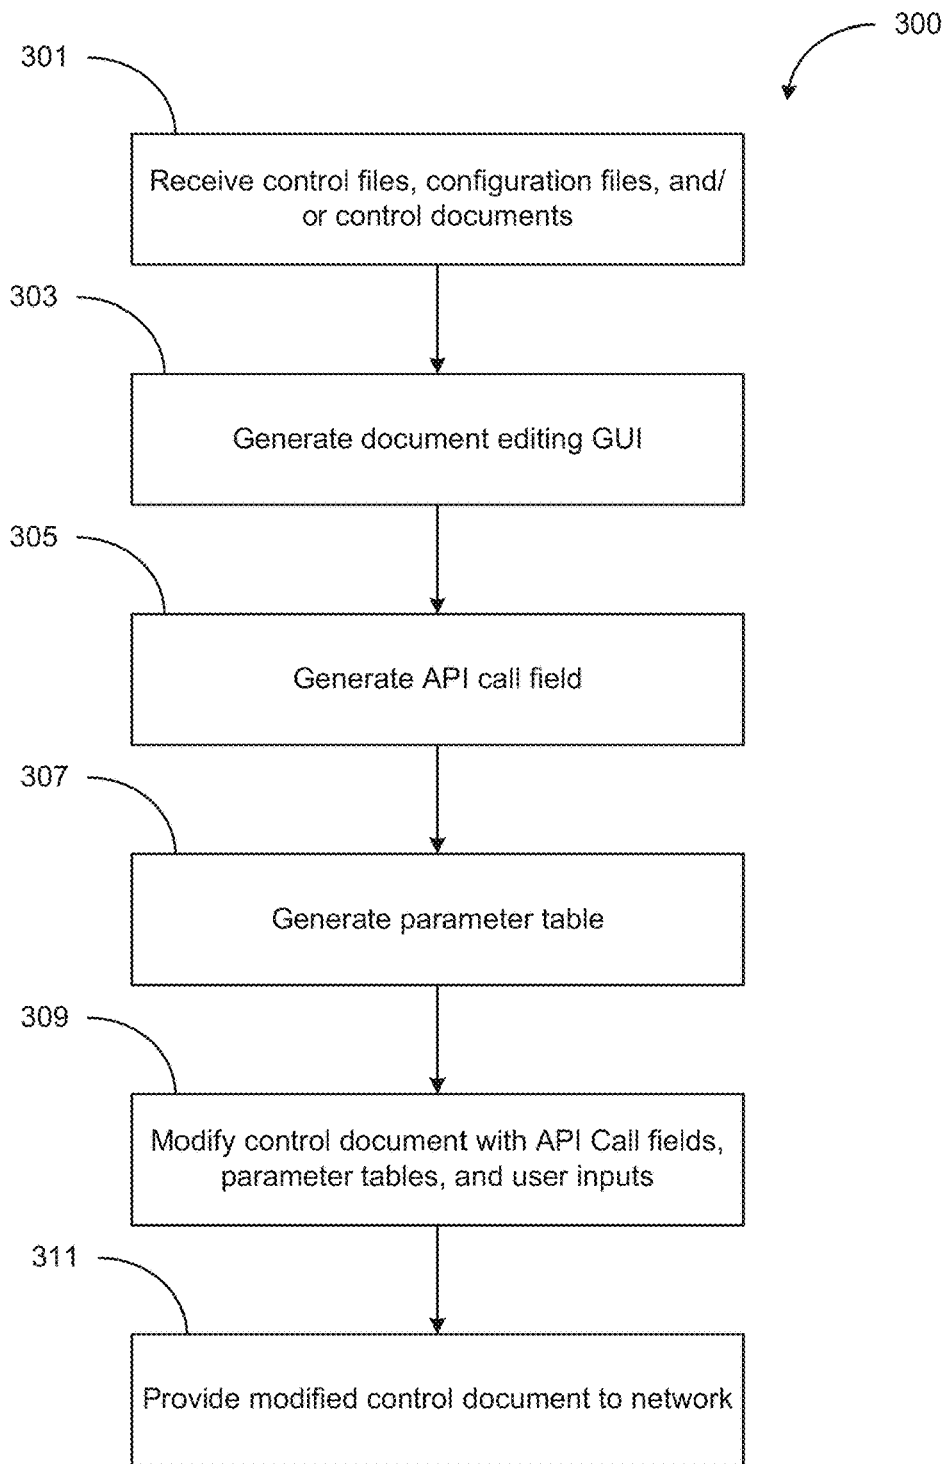 300
301
Receive control files, configuration files, and/
or control documents
303
Generate document editing GUI
305
Generate API call field
307
Generate parameter table
309
Modify control document with API Call fields,
parameter tables, and user inputs
311
Provide modified control document to network